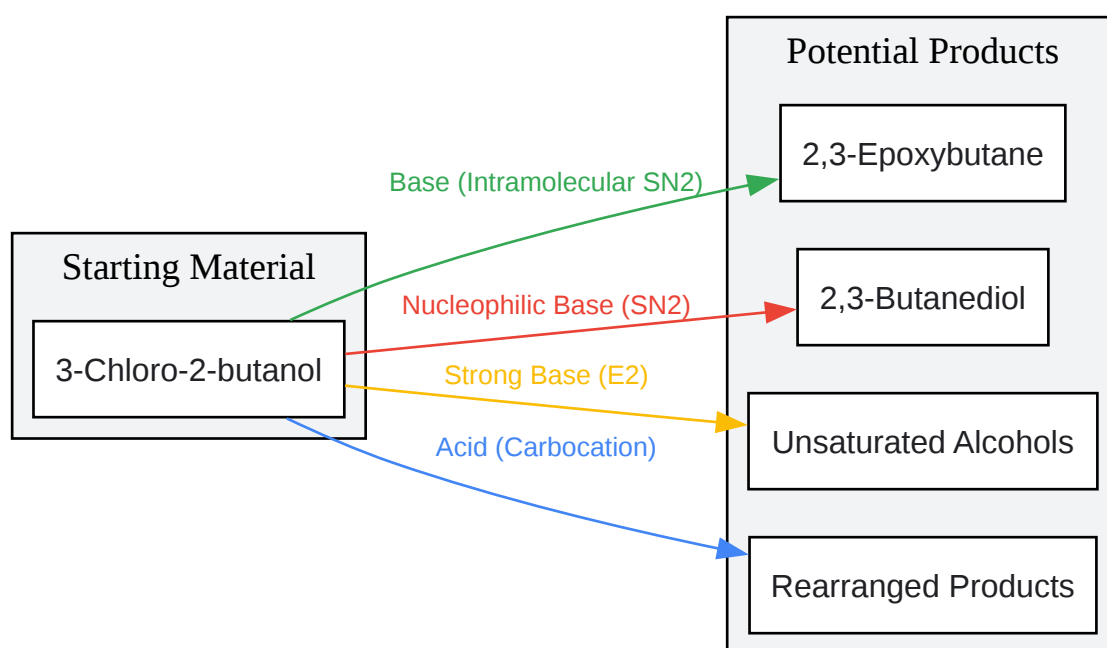 Potential Products
2,3-Epoxybutane
Base (Intramolecular SN2)
Starting Material
Nucleophilic Base (SN2)
2,3-Butanediol
3-Chloro-2-butanol
Strong Base (E2)
Unsaturated Alcohols
Acid (Carbocation)
Rearranged Products